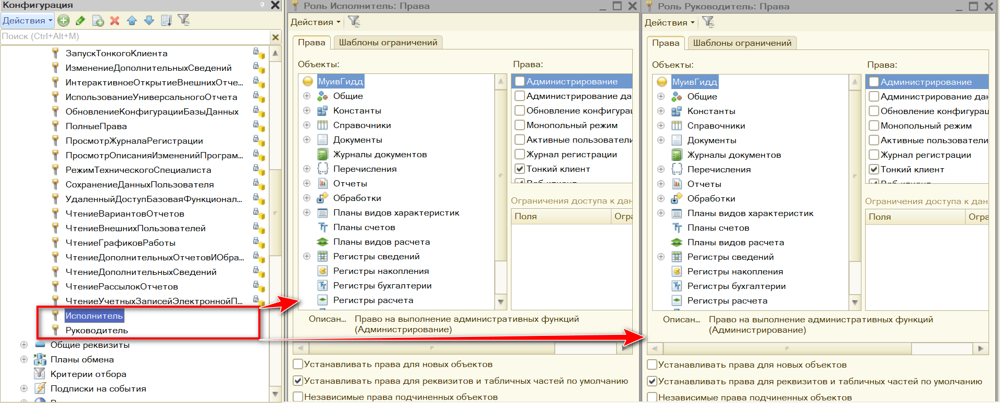 Конфигурация
Действия
Поиск (Ctrl+Alt+M)
ЗапускТонкогоКлиента
ИзменениеДополнительныхСведений
ИнтерактивноеОткрытиеВнешнихОтче...
ИспользованиеУниверсальногоОтчета
ОбновлениеКонфигурацииБазыДанных
ПолныеПрава
ПросмотрЖурналаРегистрации
ПросмотрОписанияИзмененийПрограм...
РежимТехническогоСпециалиста
СохранениеДанныхПользователя
УдаленныйДоступБазоваяФункционал...
ЧтениеВариантовОтчетов
ЧтениеВнешнихПользователей
ЧтениеГрафиковРаботы
ЧтениеДополнительныхОтчетовИОбра...
ЧтениеДополнительныхСведений
ЧтениеРассылокОтчетов
ЧтениеУчетныхЗаписейЭлектроннойП...
Исполнитель
Руководитель
Общие реквизиты
Планы обмена
Критерии отбора
Подписки на события
Роль Исполнитель: Права
Действия
Права
Шаблоны ограничений
Объекты:
МуивГидд
Общие
Константы
Справочники
Документы
Журналы документов
Перечисления
Отчеты
Обработки
Планы видов характеристик
Планы счетов
Планы видов расчета
Регистры сведений
Регистры накопления
Регистры бухгалтерии
Регистры расчета
Права:
Администрирование
Администрирование да
Обновление конфигурац
Монопольный режим
Активные пользователи
Журнал регистрации
Тонкий клиент
Веб-клиент
Ограничения доступа к дан
Поля
Огра
Описан...
Право на выполнение административных функций
(Администрирование)
Устанавливать права для новых объектов
Устанавливать права для реквизитов и табличных частей по умолчанию
Независимые права подчиненных объектов
Роль Руководитель: Права
Действия
Права
Шаблоны ограничений
Объекты:
МуивГидд
Общие
Константы
Справочники
Документы
Журналы документов
Перечисления
Отчеты
Обработки
Планы видов характеристик
Планы счетов
Планы видов расчета
Регистры сведений
Регистры накопления
Регистры бухгалтерии
Регистры расчета
Права:
Администрирование
Администрирование дан
Обновление конфигурац
Монопольный режим
Активные пользователи
Журнал регистрации
Тонкий клиент
Веб-клиент
Ограничения доступа к дан
Поля
Огра
Описан...
Право на выполнение административных функций
(Администрирование)
Устанавливать права для новых объектов
Устанавливать права для реквизитов и табличных частей по умолчанию
Независимые права подчиненных объектов